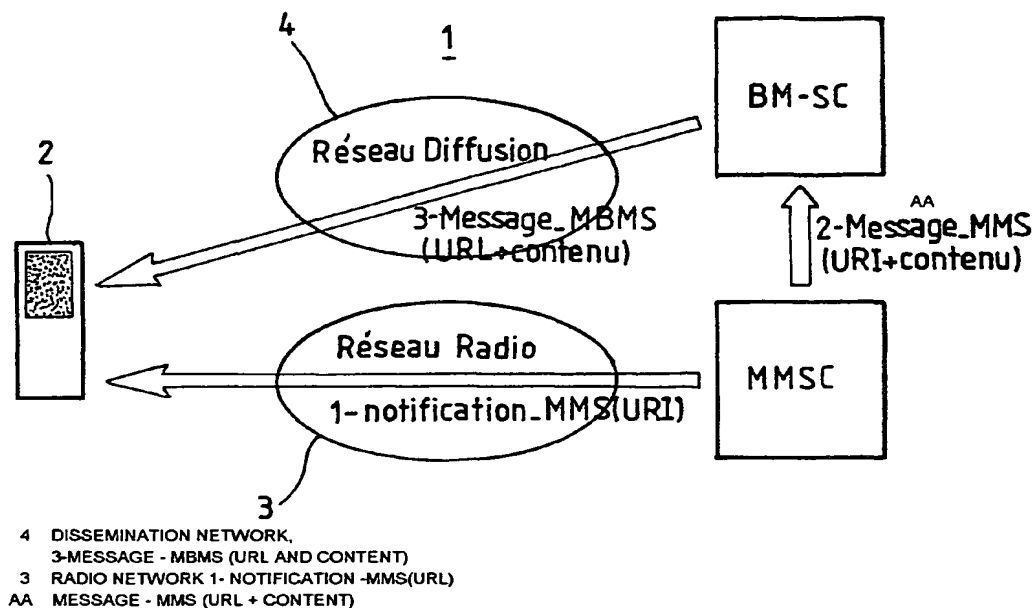 4
1
BM-SC
Réseau Diffusion
2
3-Message_MBMS
(URL+contenu)
AA
2-Message_MMS
(URI+contenu)
Réseau Radio
MMSC
1-notification_MMS(URI)
3
4 DISSEMINATION NETWORK,
3-MESSAGE - MBMS (URL AND CONTENT)
3 RADIO NETWORK 1- NOTIFICATION -MMS(URL)
AA MESSAGE - MMS (URL + CONTENT)